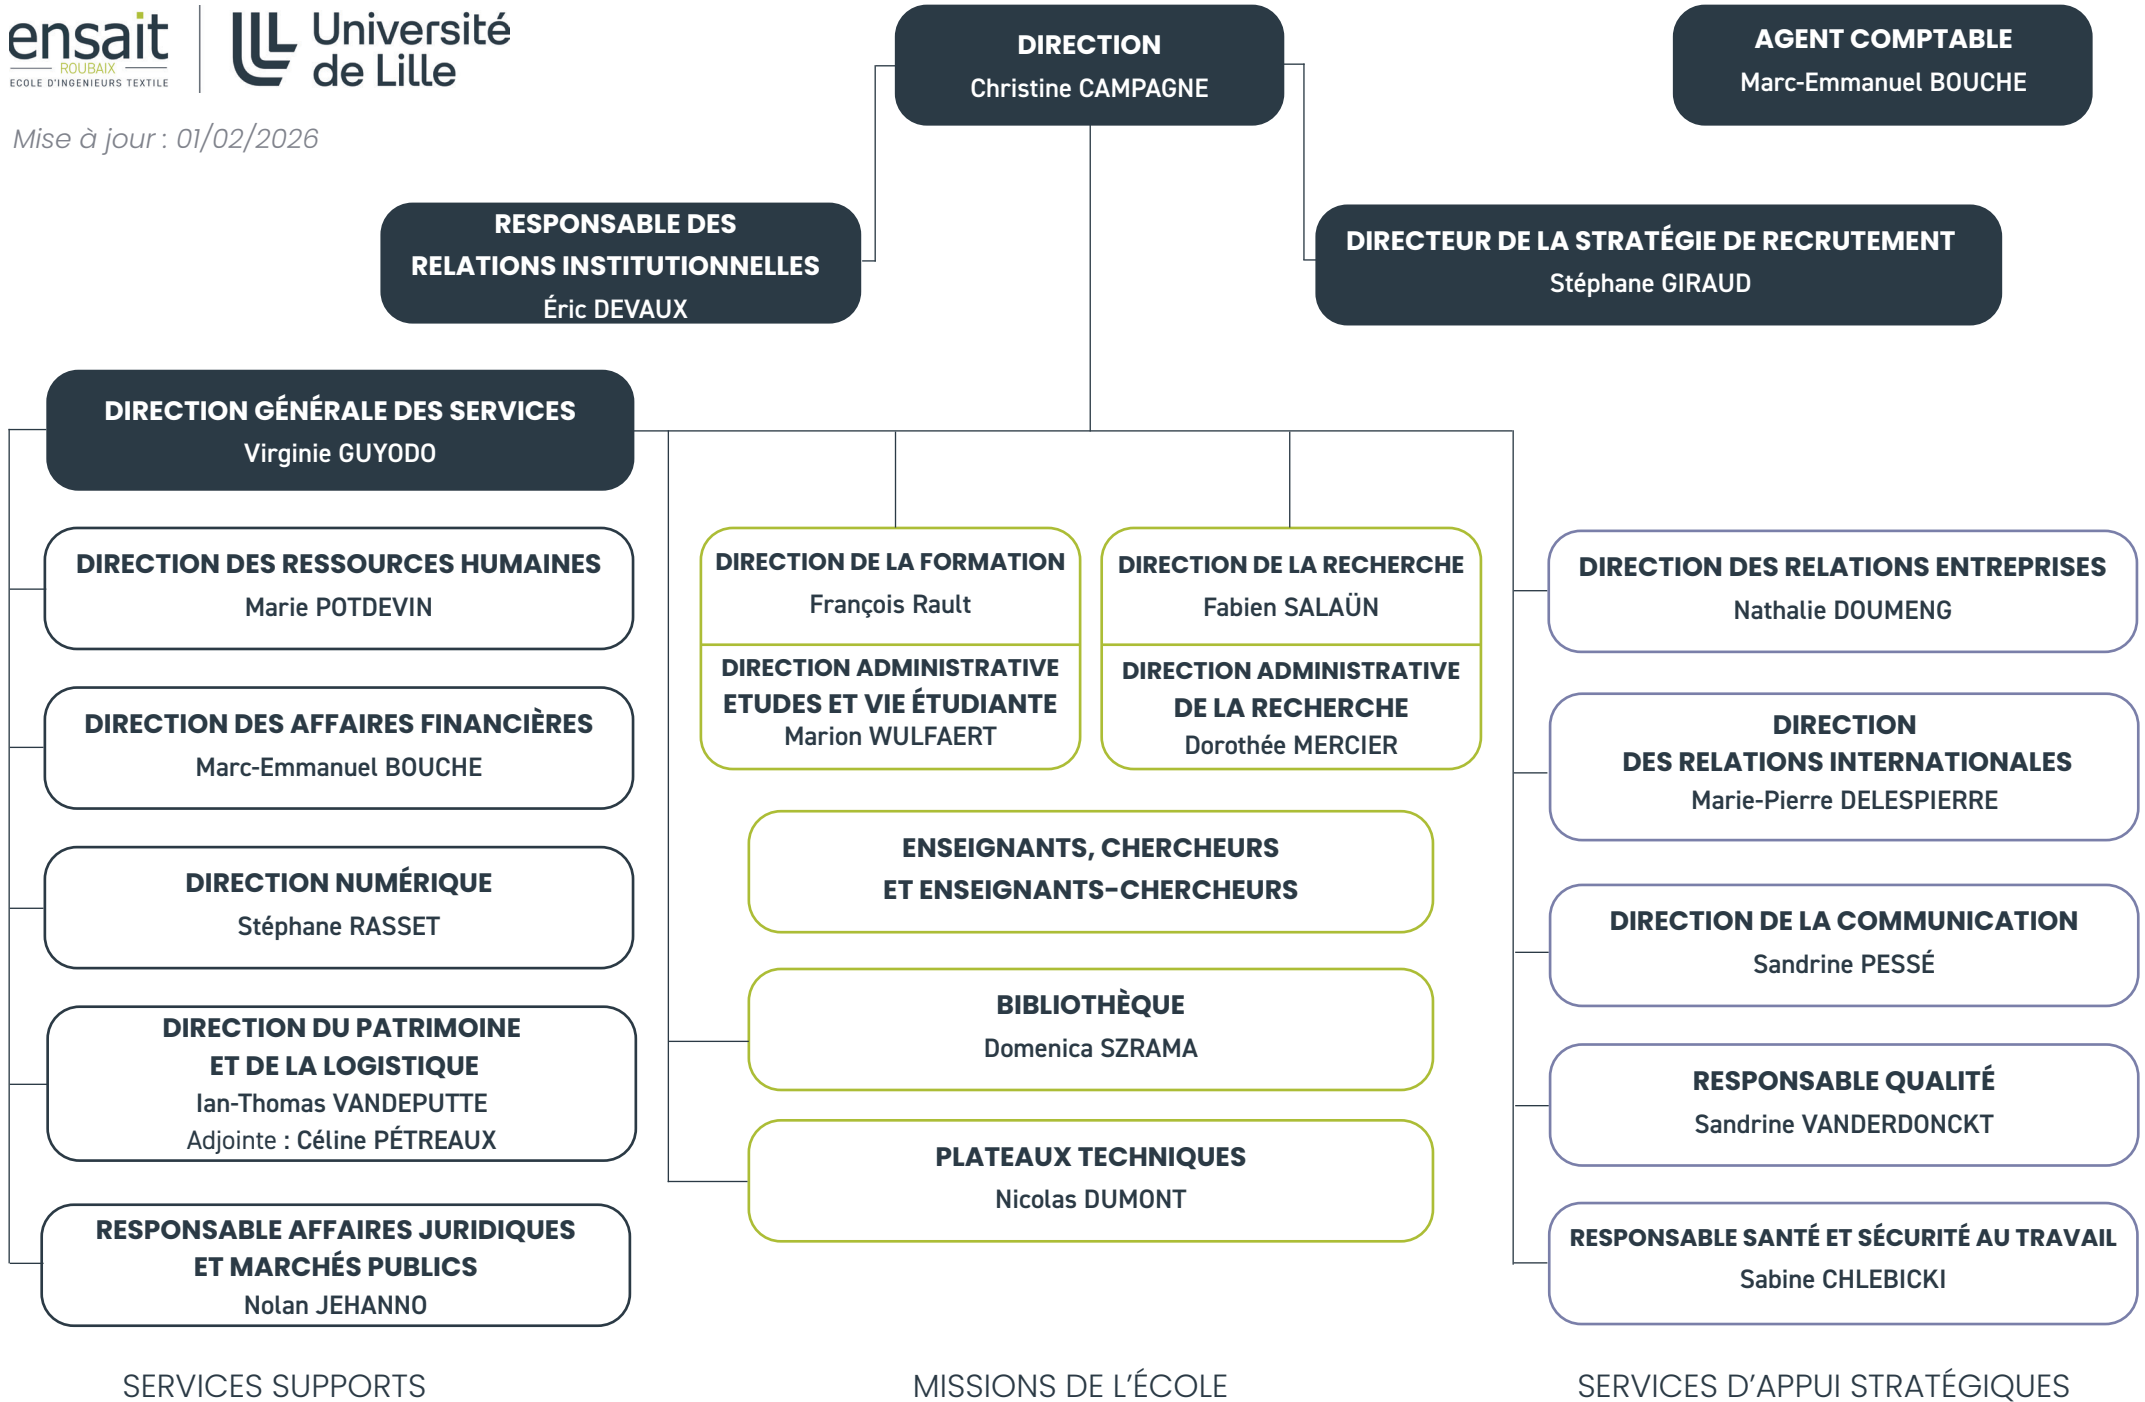 ensait
ROUBAIX
ECOLE D'INGENIEURS TEXTILE
Université
de Lille
Mise à jour : 01/02/2026
DIRECTION
Christine CAMPAGNE
AGENT COMPTABLE
Marc-Emmanuel BOUCHE
RESPONSABLE DES
RELATIONS INSTITUTIONNELLES
Éric DEVAUX
DIRECTEUR DE LA STRATÉGIE DE RECRUTEMENT
Stéphane GIRAUD
DIRECTION GÉNÉRALE DES SERVICES
Virginie GUYODO
DIRECTION DES RESSOURCES HUMAINES
Marie POTDEVIN
DIRECTION DES AFFAIRES FINANCIÈRES
Marc-Emmanuel BOUCHE
DIRECTION NUMÉRIQUE
Stéphane RASSET
DIRECTION DU PATRIMOINE
ET DE LA LOGISTIQUE
Ian-Thomas VANDEPUTTE
Adjointe : Céline PÉTREAUX
RESPONSABLE AFFAIRES JURIDIQUES
ET MARCHÉS PUBLICS
Nolan JEHANNO
SERVICES SUPPORTS
DIRECTION DE LA FORMATION
François Rault
DIRECTION ADMINISTRATIVE
ETUDES ET VIE ÉTUDIANTE
Marion WULFAERT
DIRECTION DE LA RECHERCHE
Fabien SALAÜN
DIRECTION ADMINISTRATIVE
DE LA RECHERCHE
Dorothée MERCIER
ENSEIGNANTS, CHERCHEURS
ET ENSEIGNANTS-CHERCHEURS
BIBLIOTHÈQUE
Domenica SZRAMA
PLATEAUX TECHNIQUES
Nicolas DUMONT
MISSIONS DE L'ÉCOLE
DIRECTION DES RELATIONS ENTREPRISES
Nathalie DOUMENG
DIRECTION
DES RELATIONS INTERNATIONALES
Marie-Pierre DELESPIERRE
DIRECTION DE LA COMMUNICATION
Sandrine PESSÉ
RESPONSABLE QUALITÉ
Sandrine VANDERDONCKT
RESPONSABLE SANTÉ ET SÉCURITÉ AU TRAVAIL
Sabine CHLEBICKI
SERVICES D'APPUI STRATÉGIQUES